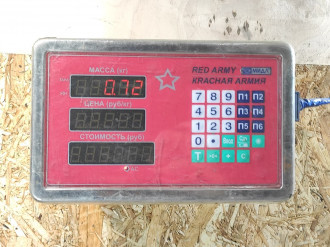 МАССА (кг)
0.72
ЦЕНА (руб/кг)
СТОИМОСТЬ (руб)
RED ARMY
КРАСНАЯ АРМИЯ
7 8 9 П1 П2
4 5 6 П3 П4
1 2 3 П5 П6
0 •
T